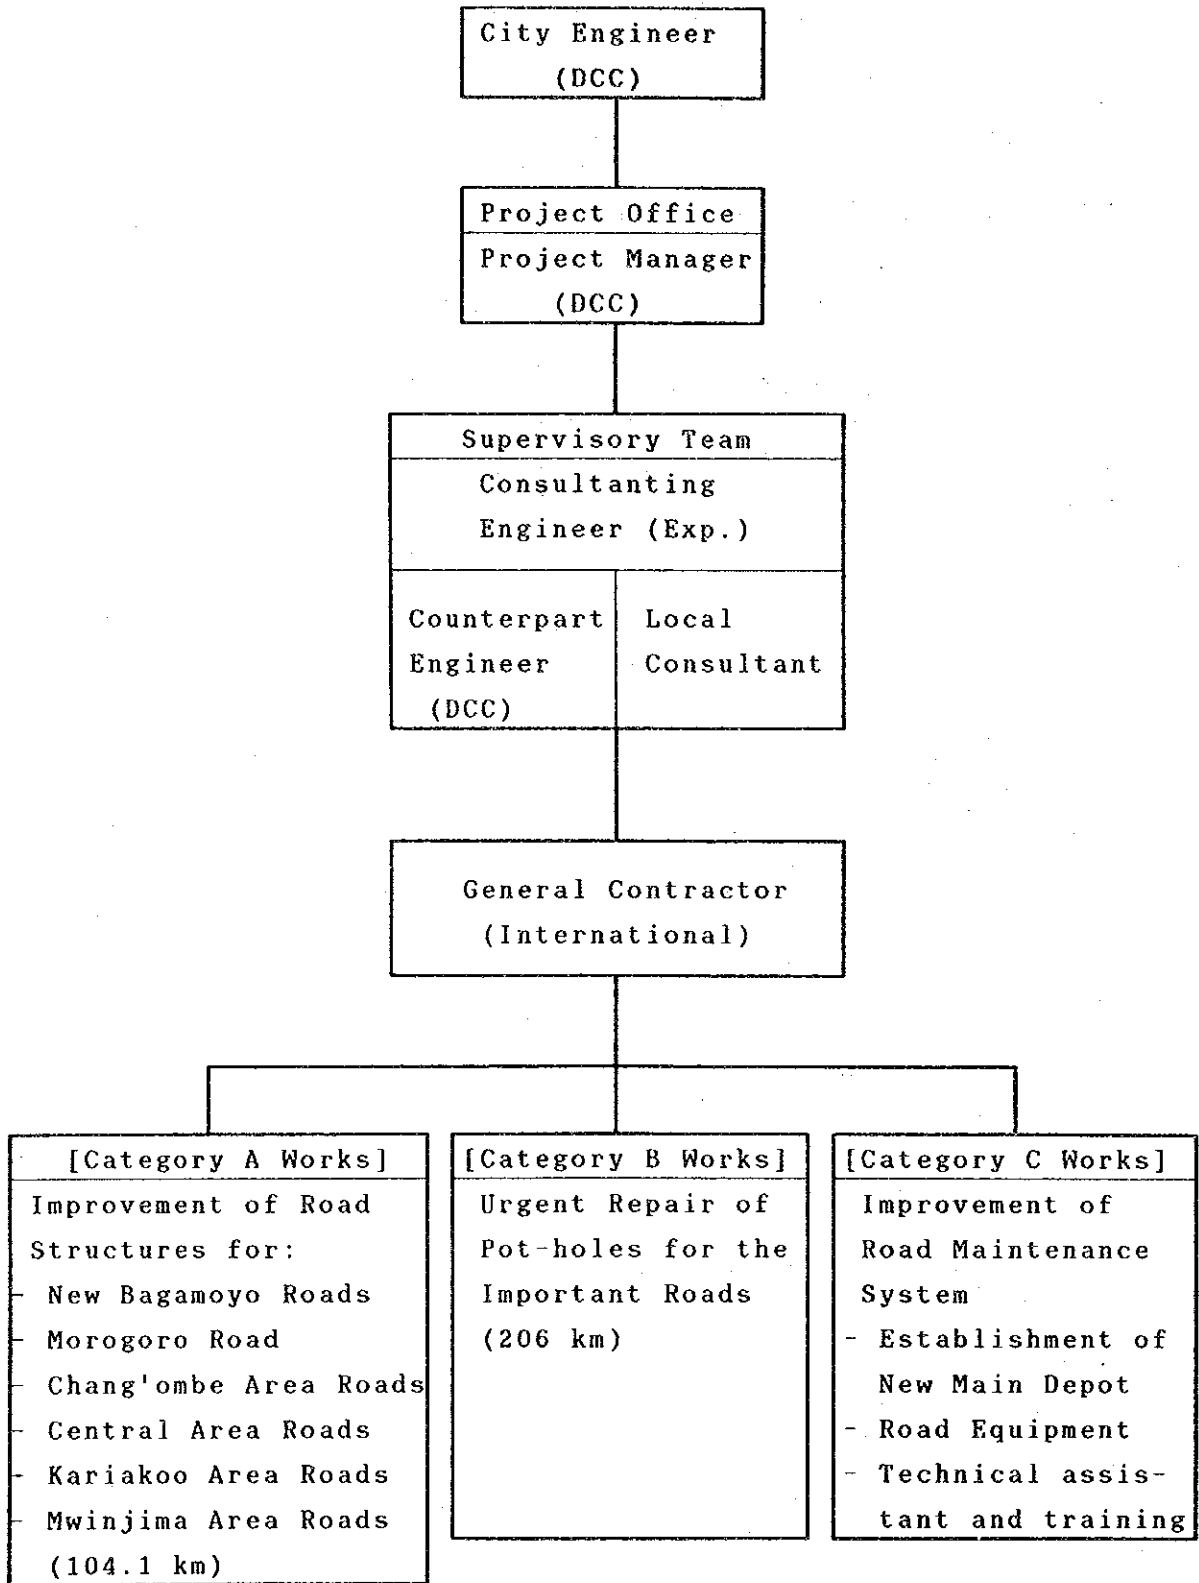 City Engineer
(DCC)
Project Office
Project Manager
(DCC)
Supervisory Team
Consultanting
Engineer (Exp.)
Counterpart
Engineer
(DCC)
Local
Consultant
General Contractor
(International)
[Category A Works]
Improvement of Road
Structures for:
- New Bagamoyo Roads
- Morogoro Road
- Chang'ombe Area Roads
- Central Area Roads
- Kariakoo Area Roads
- Mwinjima Area Roads
(104.1 km)
[Category B Works]
Urgent Repair of
Pot-holes for the
Important Roads
(206 km)
[Category C Works]
Improvement of
Road Maintenance
System
- Establishment of
New Main Depot
- Road Equipment
- Technical assis-
tant and training